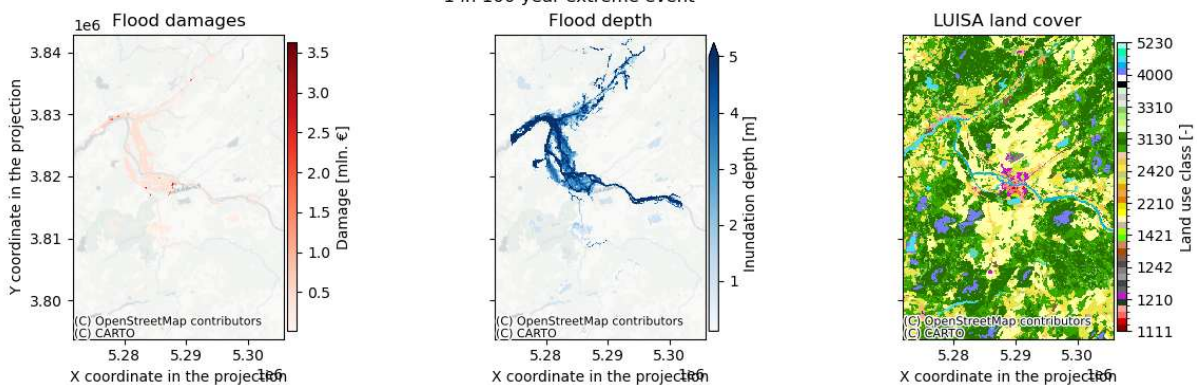 1 in 100 year extreme event
Flood damages
1e6
3.84
3.83
3.82
3.81
3.80
Y coordinate in the projection
5.28
5.29
5.30
1e6
X coordinate in the projection
(C) OpenStreetMap contributors
(C) CARTO
3.5
3.0
2.5
2.0
1.5
1.0
0.5
Damage [mln. €]
Flood depth
(C) OpenStreetMap contributors
(C) CARTO
5.28
5.29
5.30
1e6
X coordinate in the projection
5
4
3
2
1
Inundation depth [m]
LUISA land cover
(C) OpenStreetMap contributors
(C) CARTO
5.28
5.29
5.30
1e6
X coordinate in the projection
5230
4000
3310
3130
2420
2210
1421
1242
1210
1111
Land use class [-]